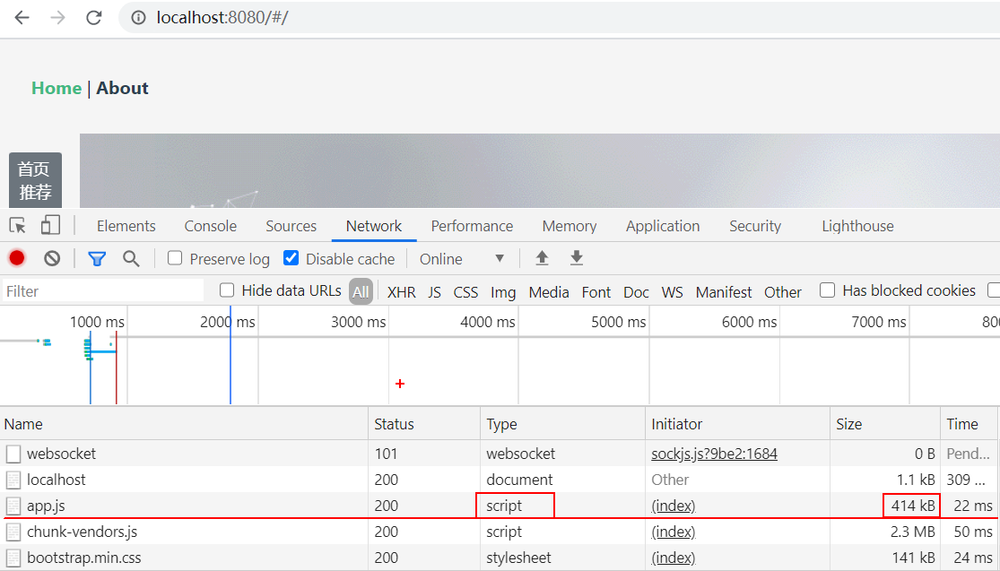 localhost:8080/#/
Home | About
首页
推荐
Elements Console Sources Network Performance Memory Application Security Lighthouse
Preserve log Disable cache Online
Filter Hide data URLs All XHR JS CSS Img Media Font Doc WS Manifest Other Has blocked cookies
1000 ms 2000 ms 3000 ms 4000 ms 5000 ms 6000 ms 7000 ms 80
Name Status Type Initiator Size Time
websocket 101 websocket sockjs.js?9be2:1684 0 B Pend...
localhost 200 document Other 1.1 kB 309 ...
app.js 200 script (index) 414 kB 22 ms
chunk-vendors.js 200 script (index) 2.3 MB 50 ms
bootstrap.min.css 200 stylesheet (index) 141 kB 24 ms